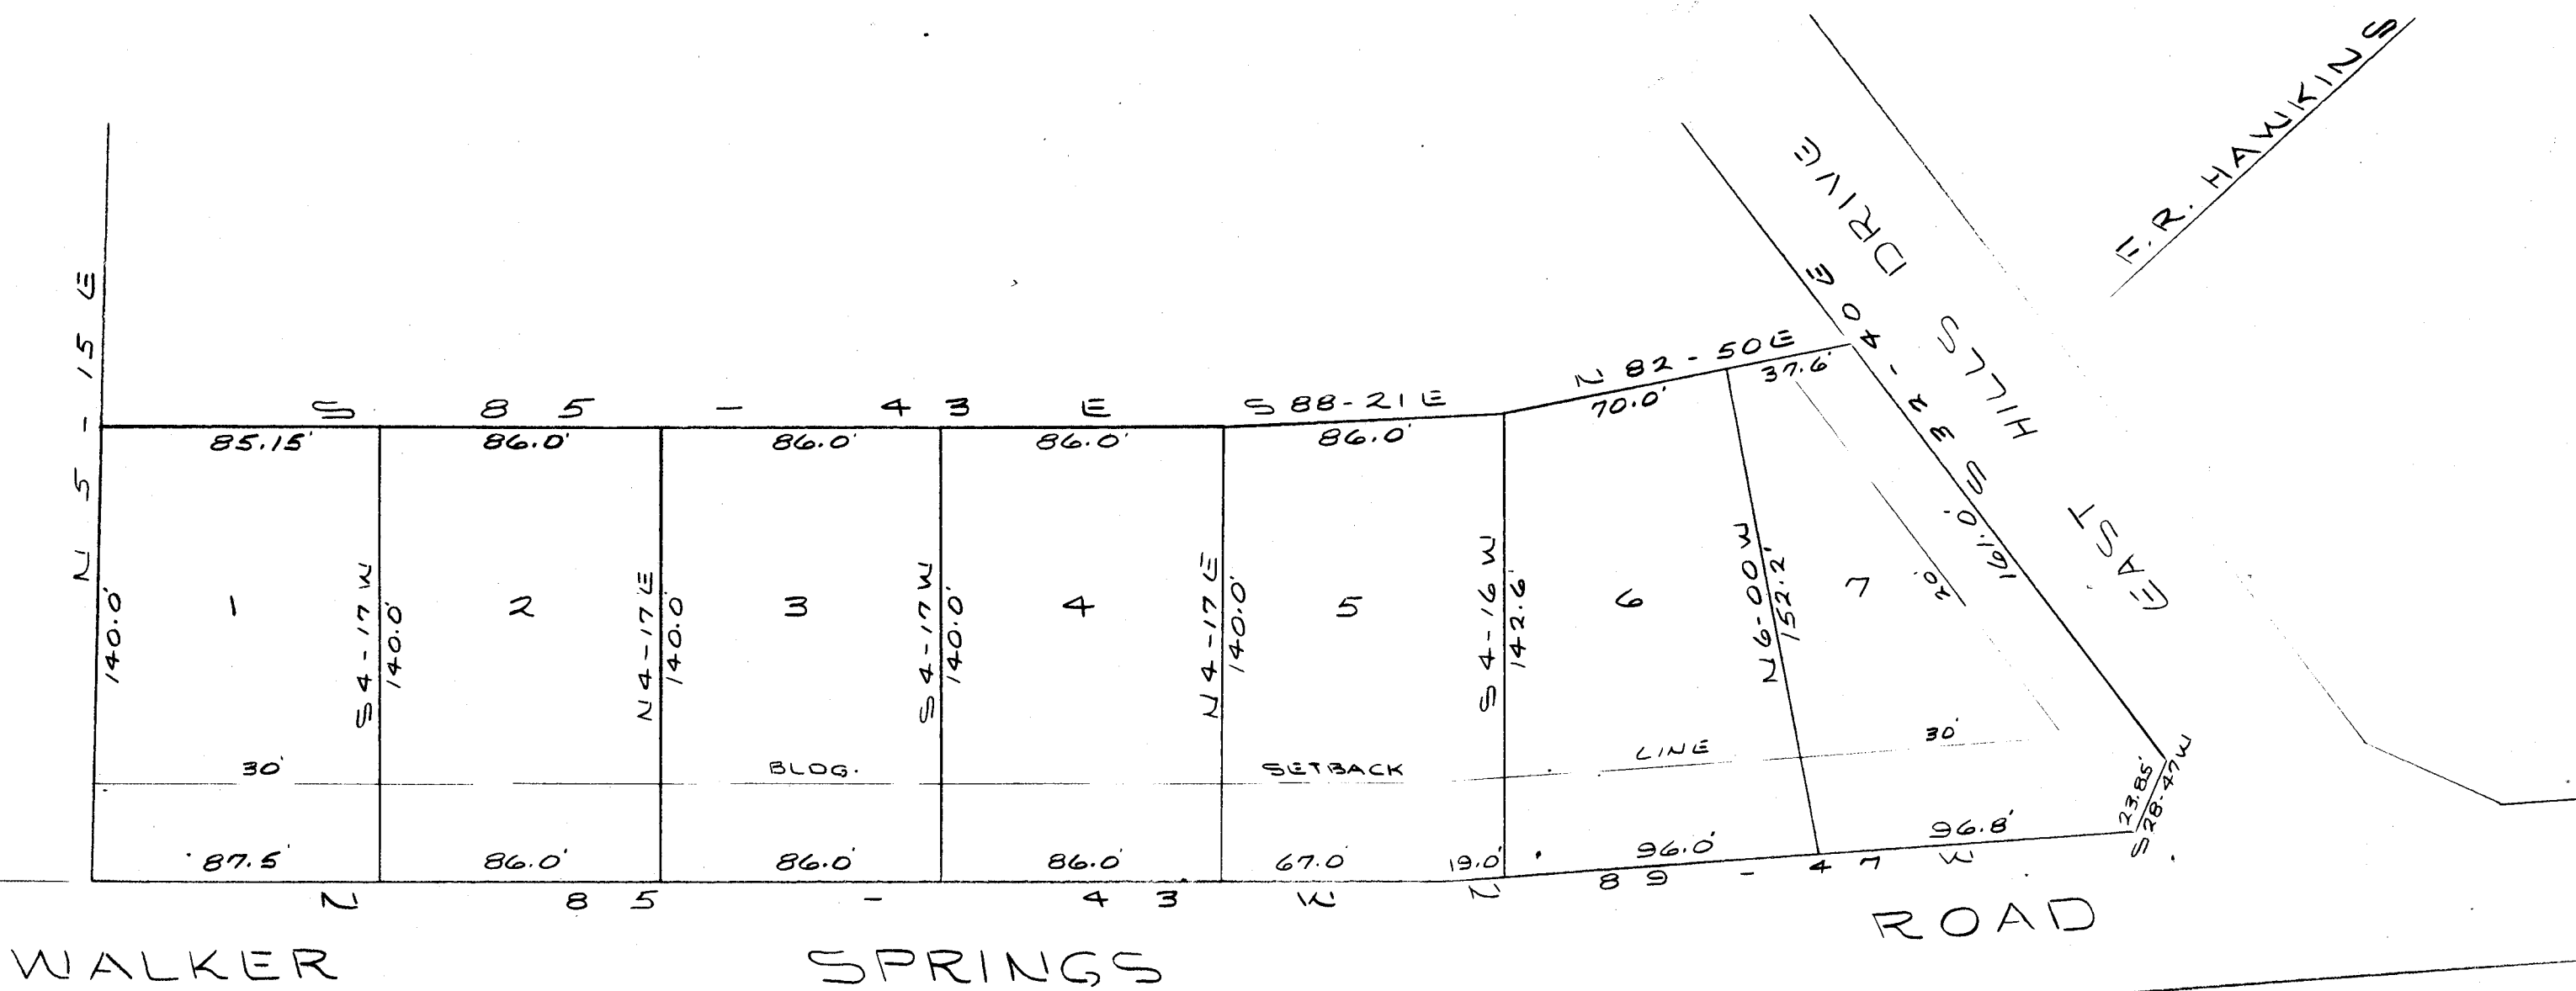 E.R. HAWKINS
EAST HILLS DRIVE
N 5 - 15 E
S 85 - 43 E
S 88-21 E
N 82 - 50 E
S 32 - 40 E
85.15'
86.0'
86.0'
86.0'
86.0'
70.0'
37.6'
161.0'
140.0'
1
S 4-17 W
140.0'
2
N 4-17 E
140.0'
3
S 4-17 W
140.0'
4
N 4-17 E
140.0'
5
S 4-16 W
142.6'
6
N 6-00 W
152.2'
7
20'
30'
BLDG.
SETBACK
LINE
30'
87.5'
86.0'
86.0'
86.0'
67.0'
19.0'
96.0'
96.8'
23.85'
S 28-47 W
N 85 - 43 W
N 89 - 47 W
WALKER SPRINGS ROAD